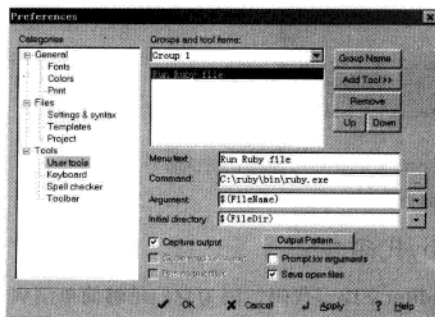 Preferences
Categories
General
Fonts
Colors
Print
Files
Settings & syntax
Templates
Project
Tools
User tools
Keyboard
Spell checker
Toolbar
Groups and tool items:
Group 1
Run Ruby file
Group Name
Add Tool >>
Remove
Up
Down
Menu text:
Run Ruby file
Command:
C:\ruby\bin\ruby.exe
Argument:
$(FileName)
Initial directory:
$(FileDir)
Capture output
Output Pattern...
Prompt for arguments
Save open files
OK
Cancel
Apply
? Help